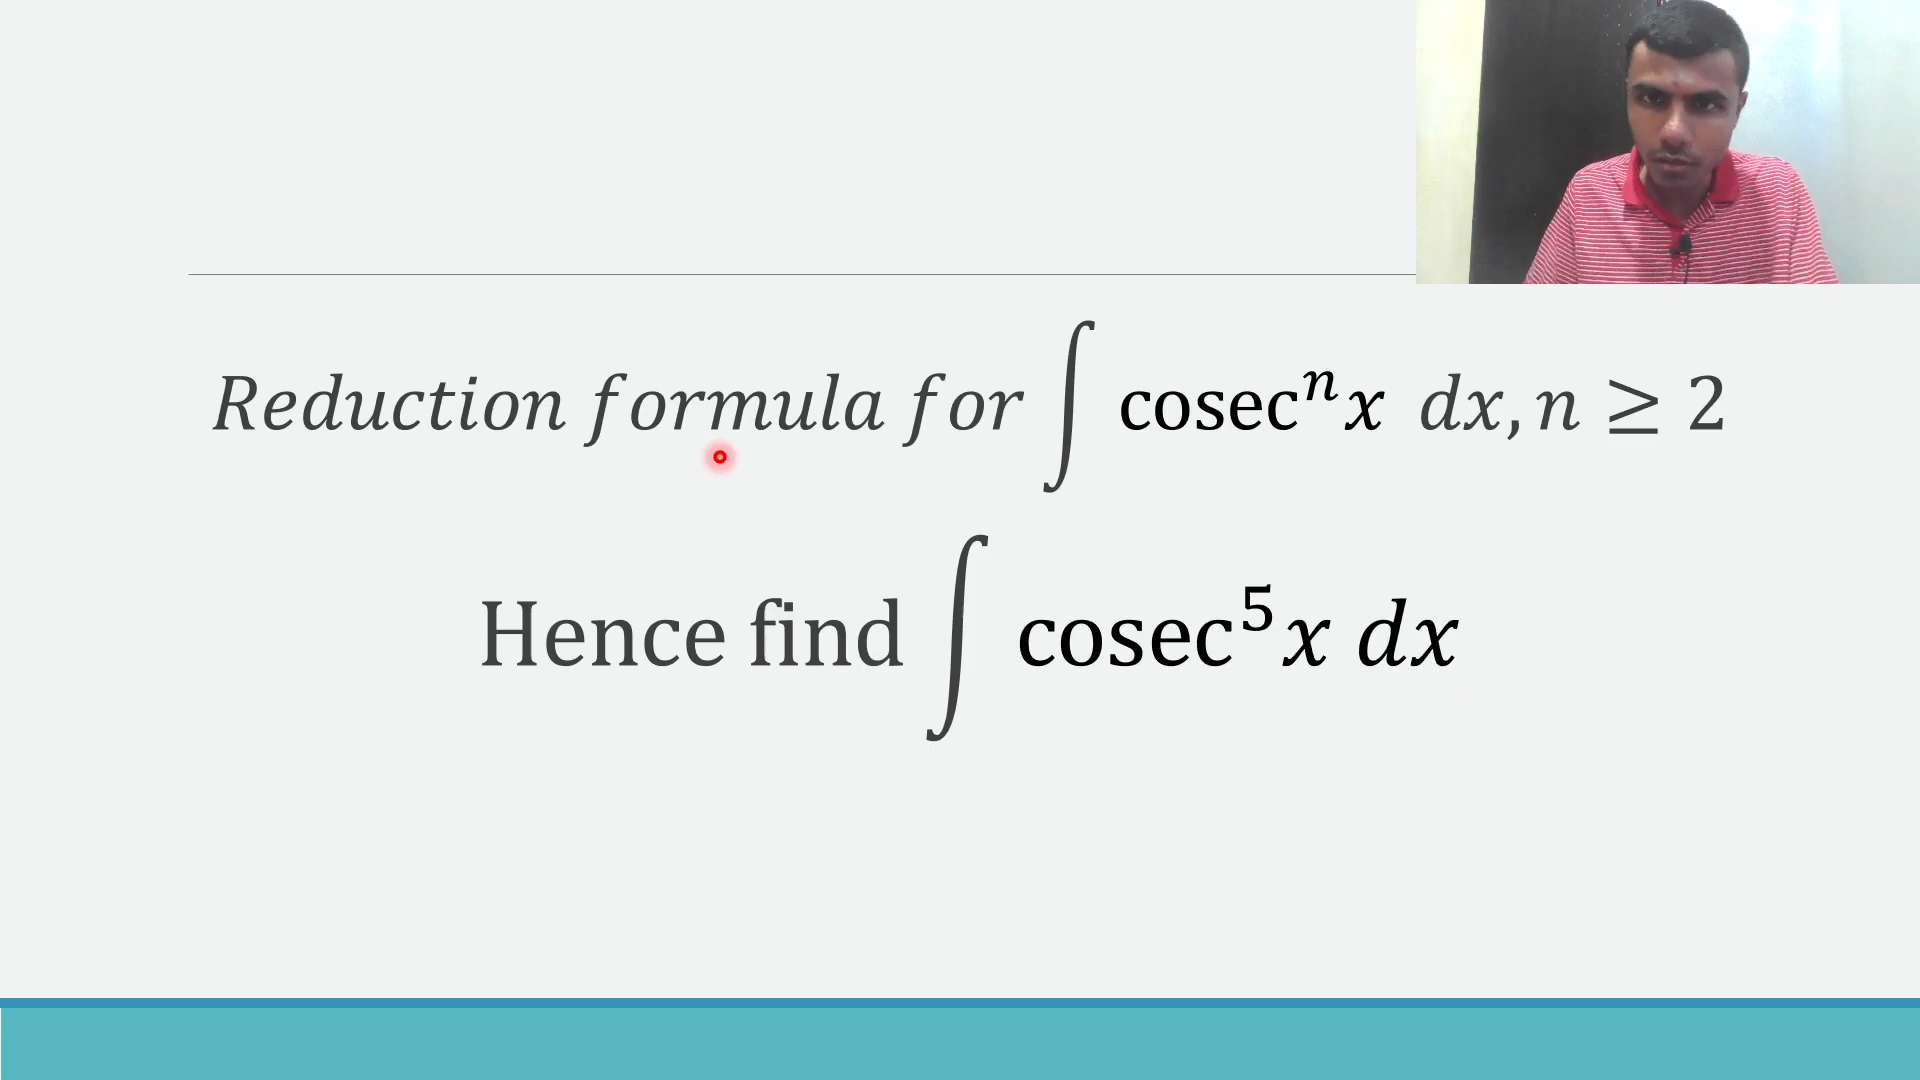 Reduction formula for ∫ cosecⁿx dx, n ≥ 2
Hence find ∫ cosec⁵x dx